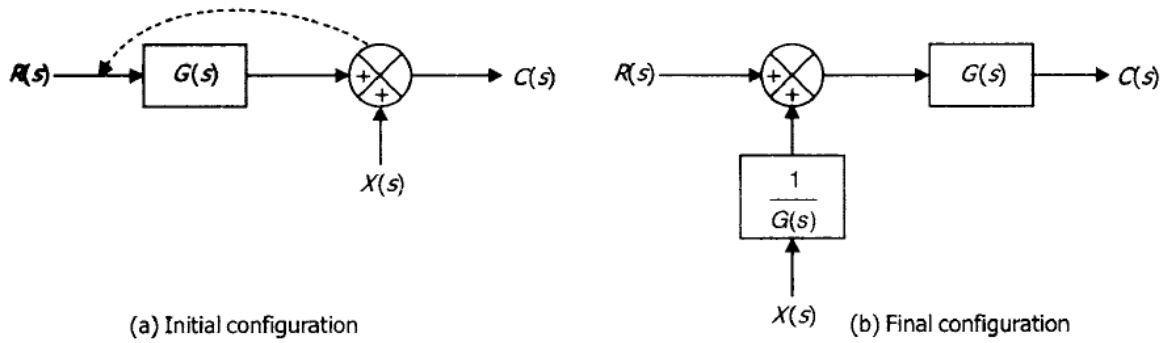 R(s)
G(s)
+
+
C(s)
X(s)
(a) Initial configuration
R(s)
+
+
G(s)
C(s)
1
G(s)
X(s)
(b) Final configuration